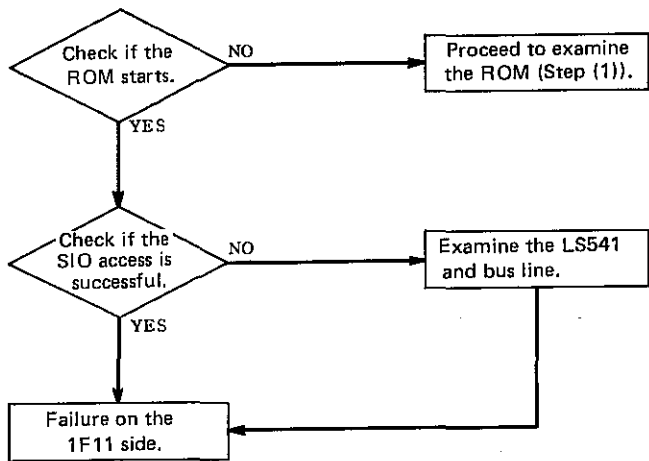 Check if the
ROM starts.
NO
Proceed to examine
the ROM (Step (1)).
YES
Check if the
SIO access is
successful.
NO
Examine the LS541
and bus line.
YES
Failure on the
1F11 side.